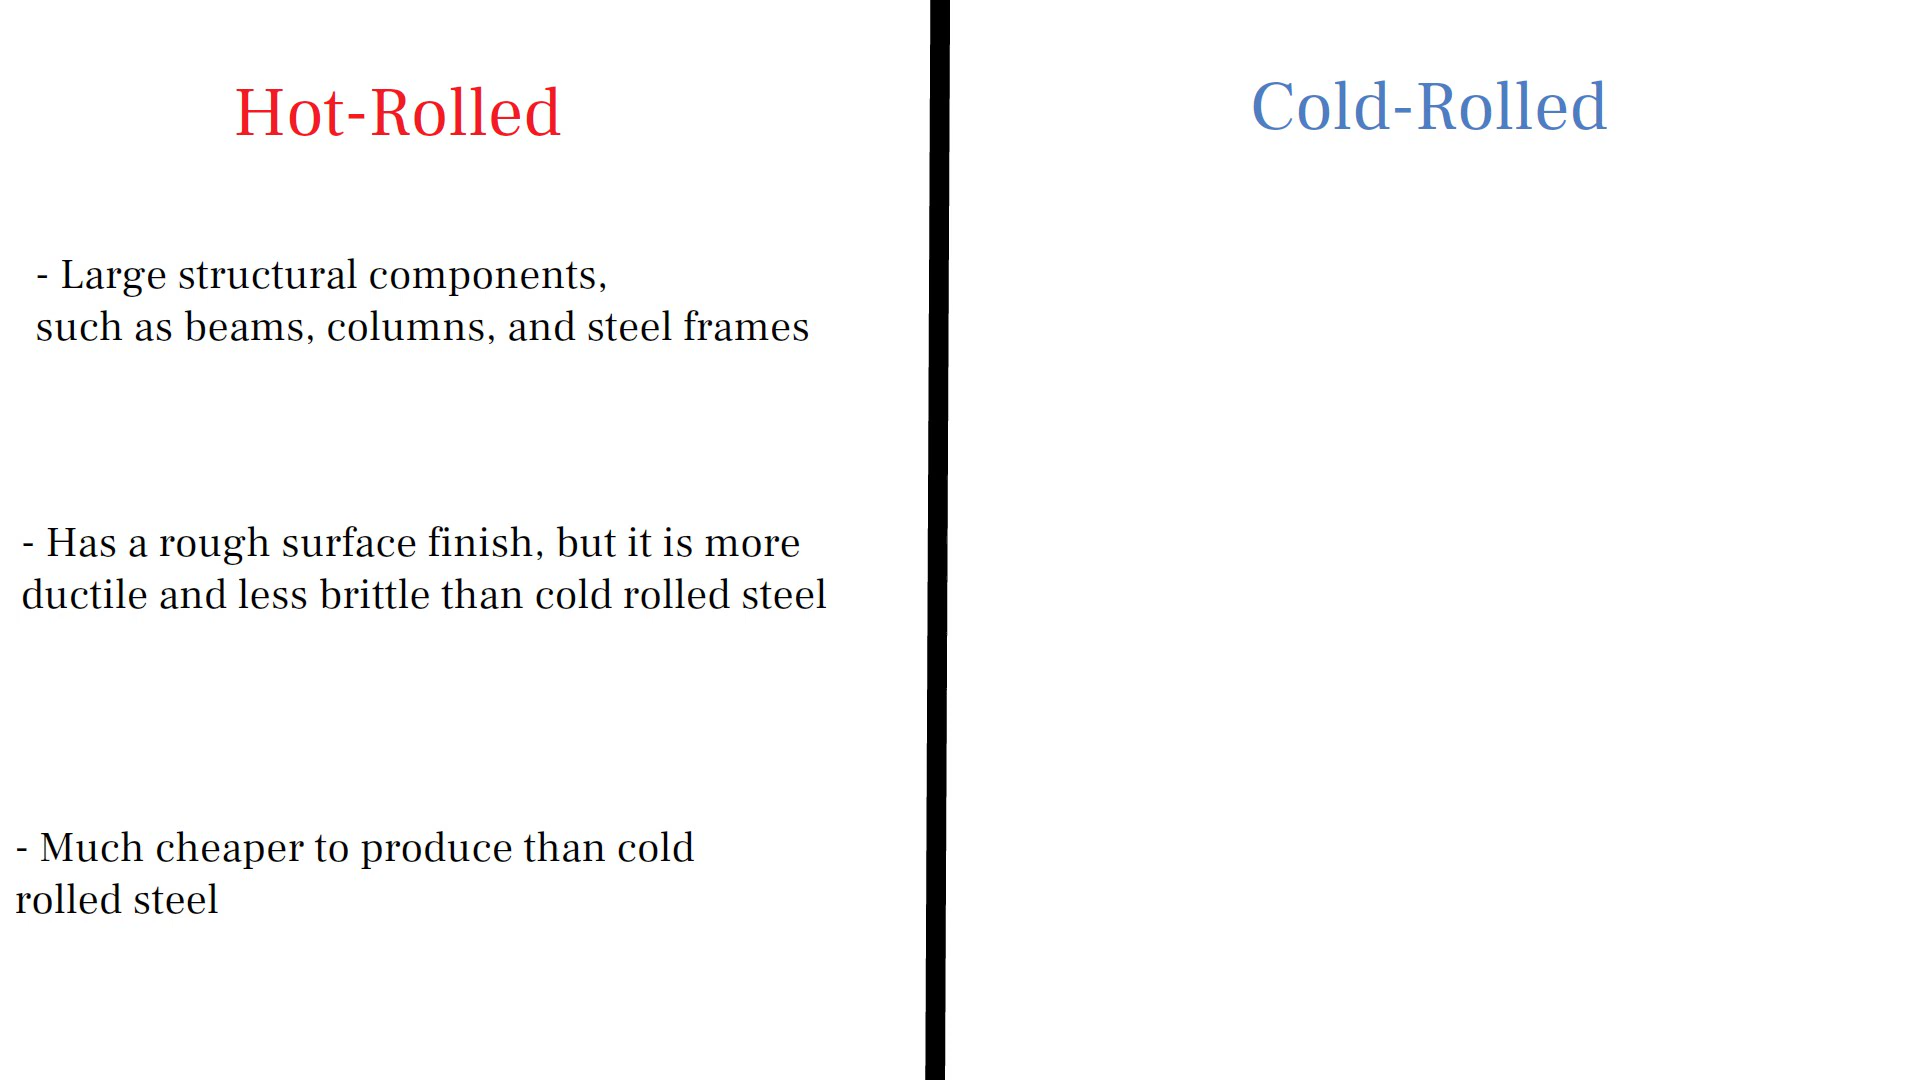 Hot-Rolled
- Large structural components,
such as beams, columns, and steel frames
- Has a rough surface finish, but it is more
ductile and less brittle than cold rolled steel
- Much cheaper to produce than cold
rolled steel
Cold-Rolled